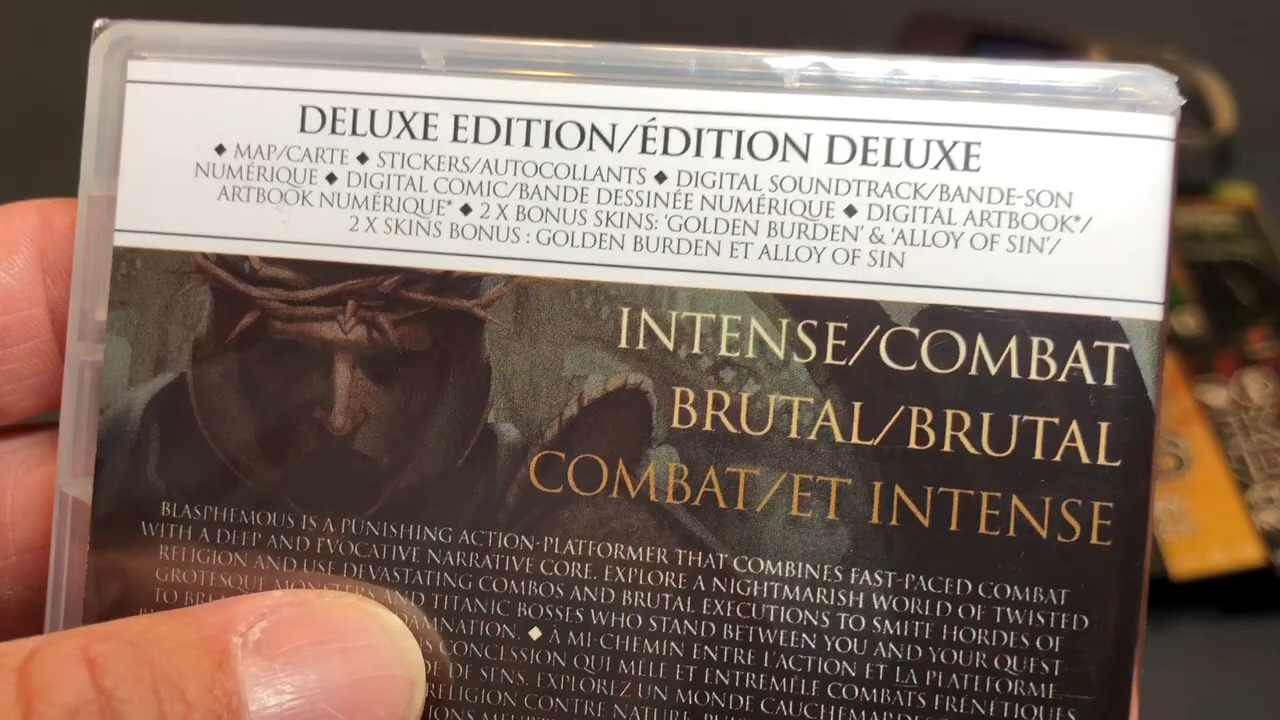 DELUXE EDITION/ÉDITION DELUXE
◆ MAP/CARTE ◆ STICKERS/AUTOCOLLANTS ◆ DIGITAL SOUNDTRACK/BANDE-SON
NUMÉRIQUE ◆ DIGITAL COMIC/BANDE DESSINÉE NUMÉRIQUE ◆ DIGITAL ARTBOOK*/
ARTBOOK NUMÉRIQUE* ◆ 2 X BONUS SKINS: 'GOLDEN BURDEN' & 'ALLOY OF SIN'/
2 X SKINS BONUS : GOLDEN BURDEN ET ALLOY OF SIN
INTENSE/COMBAT
BRUTAL/BRUTAL
COMBAT/ET INTENSE
BLASPHEMOUS IS A PUNISHING ACTION-PLATFORMER THAT COMBINES FAST-PACED COMBAT
WITH A DEEP AND EVOCATIVE NARRATIVE CORE. EXPLORE A NIGHTMARISH WORLD OF TWISTED
RELIGION AND USE DEVASTATING COMBOS AND BRUTAL EXECUTIONS TO SMITE HORDES OF
GROTESQUE MONSTERS AND TITANIC BOSSES WHO STAND BETWEEN YOU AND YOUR QUEST
TO DAMNATION. ◆ À MI-CHEMIN ENTRE L'ACTION ET LA PLATEFORME,
CONCESSION QUI MÊLE ET ENTREMÊLE COMBATS FRÉNÉTIQUES
DE SENS. EXPLOREZ UN MONDE CAUCHEMARDESQUE
RELIGION CONTRE NATURE,